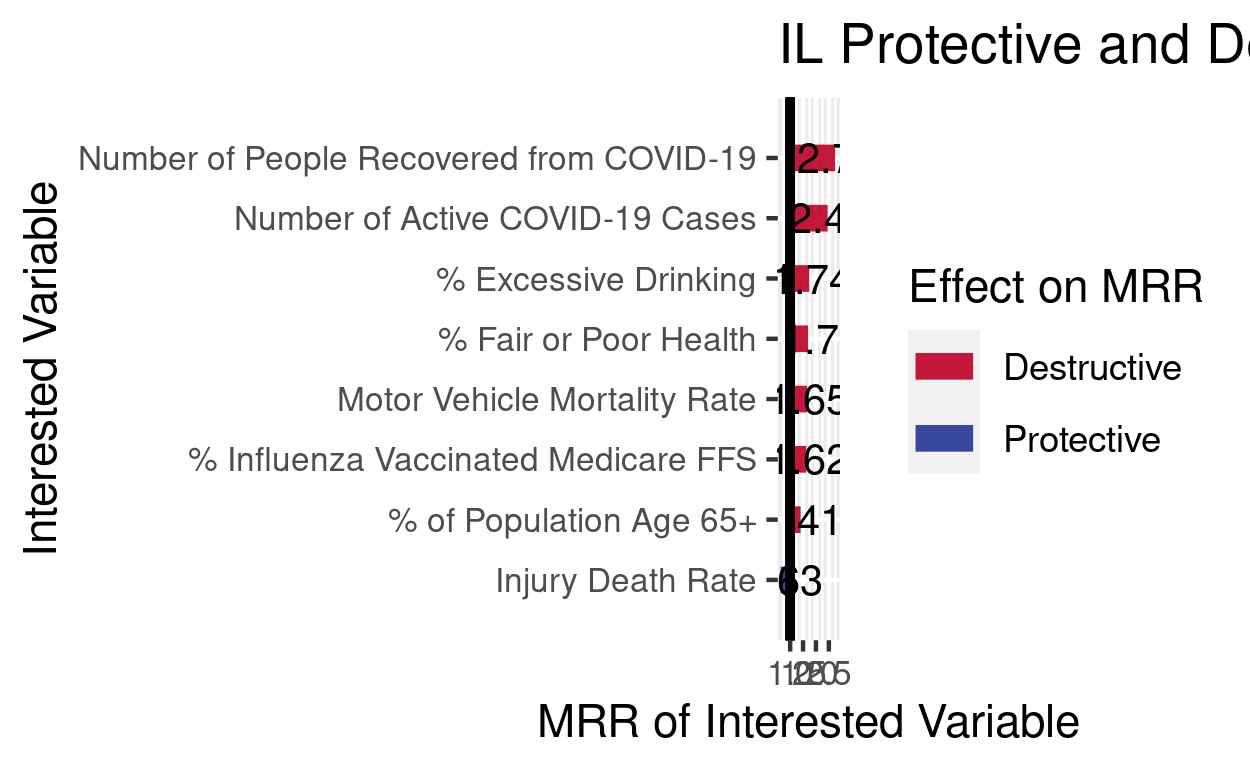 IL Protective and
Interested Variable
Number of People Recovered from COVID-19
Number of Active COVID-19 Cases
2.4
% Excessive Drinking
% Fair or Poor Health
Motor Vehicle Mortality Rate
% Influenza Vaccinated Medicare FFS
% of Population Age 65+
Injury Death Rate
MRR of Interested Variable
Effect on MRR
Destructive
Protective